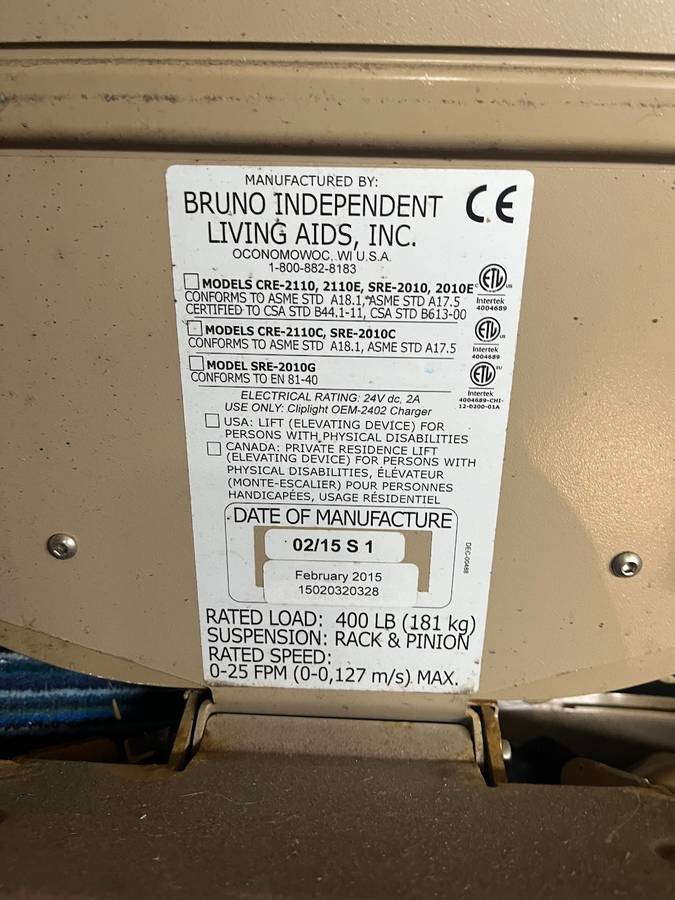 MANUFACTURED BY:
BRUNO INDEPENDENT
LIVING AIDS, INC.
CE
OCONOMOWOC, WI U.S.A.
1-800-882-8183
MODELS CRE-2110, 2110E, SRE-2010, 2010E
CONFORMS TO ASME STD A18.1, ASME STD A17.5
CERTIFIED TO CSA STD B44.1-11, CSA STD B613-00
ETL
Intertek
4004689
MODELS CRE-2110C, SRE-2010C
CONFORMS TO ASME STD A18.1, ASME STD A17.5
ETL
Intertek
4004689
MODEL SRE-2010G
CONFORMS TO EN 81-40
ETL
Intertek
4004689-CHI-
12-0200-01A
ELECTRICAL RATING: 24V dc, 2A
USE ONLY: Cliplight OEM-2402 Charger
USA: LIFT (ELEVATING DEVICE) FOR
PERSONS WITH PHYSICAL DISABILITIES
CANADA: PRIVATE RESIDENCE LIFT
(ELEVATING DEVICE) FOR PERSONS WITH
PHYSICAL DISABILITIES, ÉLÉVATEUR
(MONTE-ESCALIER) POUR PERSONNES
HANDICAPÉES, USAGE RÉSIDENTIEL
DATE OF MANUFACTURE
02/15 S 1
February 2015
15020320328
DEC-00488
RATED LOAD: 400 LB (181 kg)
SUSPENSION: RACK & PINION
RATED SPEED:
0-25 FPM (0-0,127 m/s) MAX.